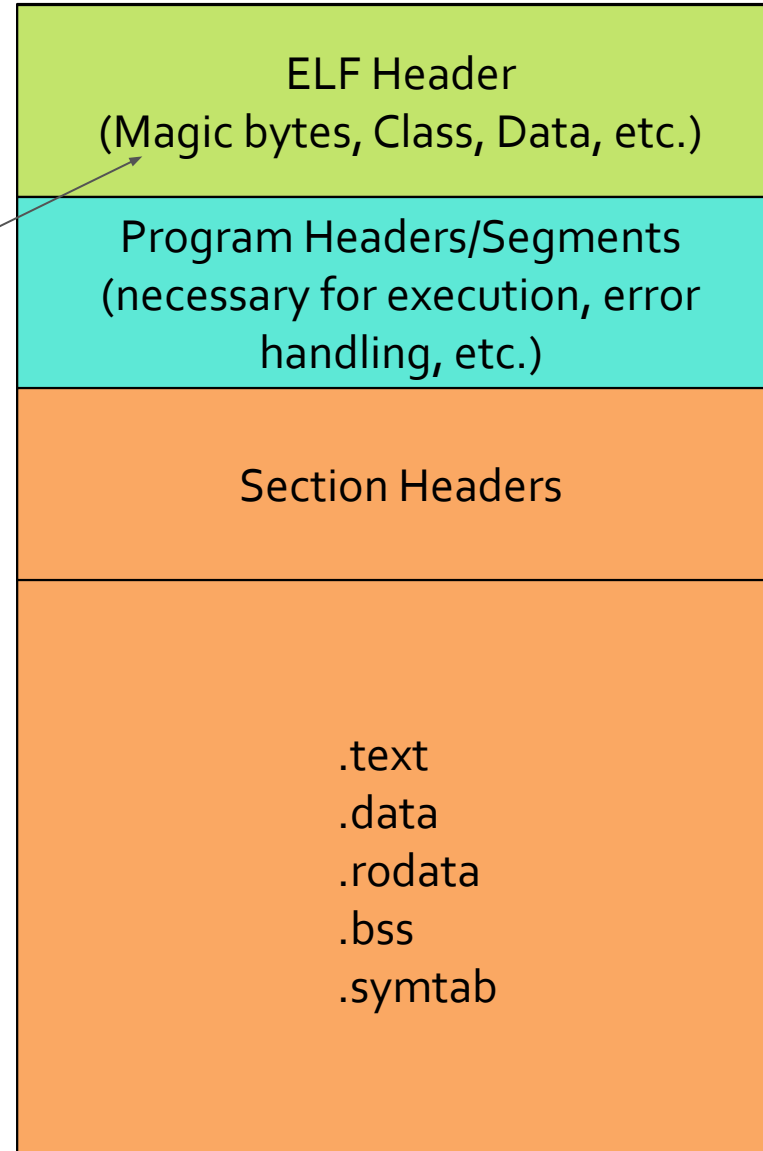 ELF Header
(Magic bytes, Class, Data, etc.)
Program Headers/Segments
(necessary for execution, error
handling, etc.)
Section Headers
.text
.data
.rodata
.bss
.symtab